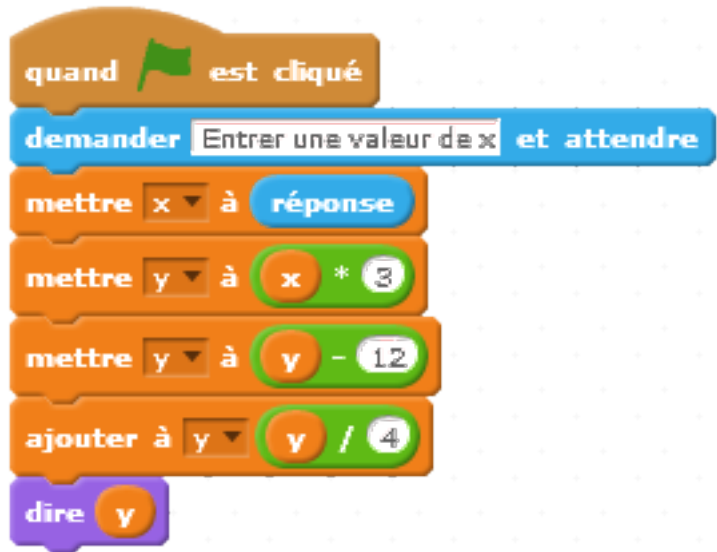 quand est cliqué
demander Entrer une valeur de x et attendre
mettre x à réponse
mettre y à x * 3
mettre y à y - 12
ajouter à y y / 4
dire y